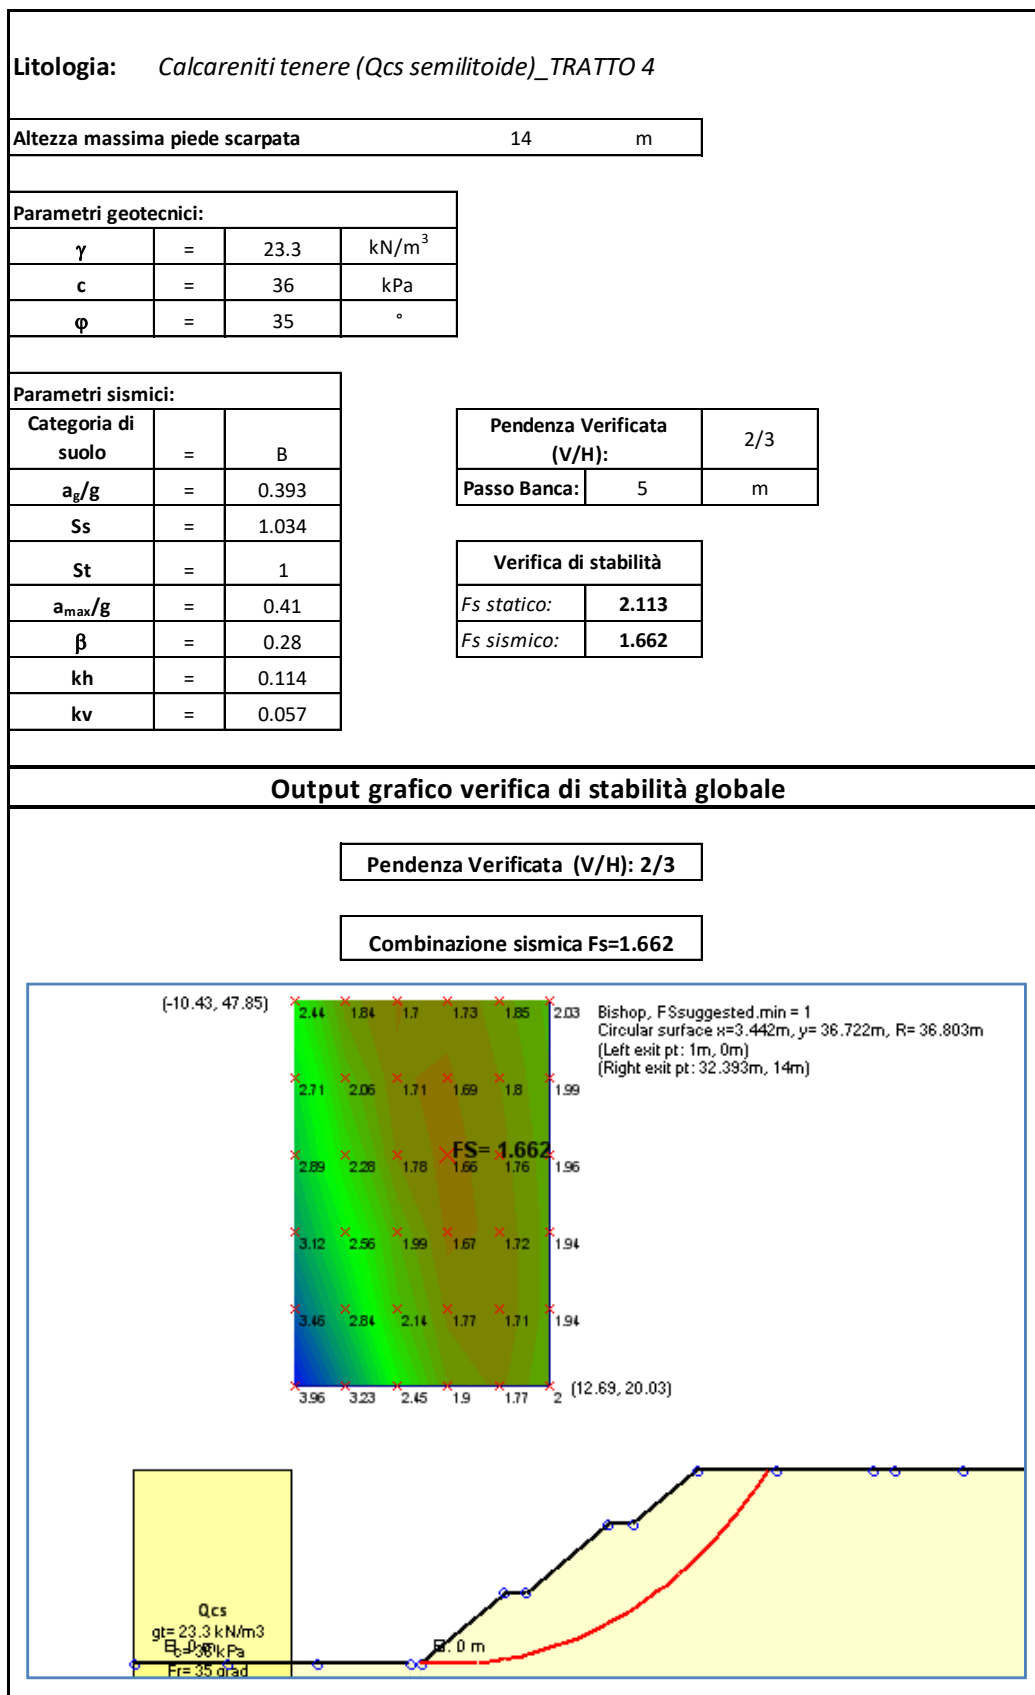 Litologia: Calcareniti tenere (Qcs semilitoide)_TRATTO 4
Altezza massima piede scarpata 14 m
Parametri geotecnici:
γ = 23.3 kN/m³
c = 36 kPa
φ = 35 °
Parametri sismici:
Categoria di suolo = B
ag/g = 0.393
Ss = 1.034
St = 1
amax/g = 0.41
β = 0.28
kh = 0.114
kv = 0.057
Pendenza Verificata (V/H): 2/3
Passo Banca: 5 m
Verifica di stabilità
Fs statico: 2.113
Fs sismico: 1.662
Output grafico verifica di stabilità globale
Pendenza Verificata (V/H): 2/3
Combinazione sismica Fs=1.662
(-10.43, 47.85)
2.44 1.84 1.7 1.73 1.85 2.03
Bishop, FSsuggested.min = 1
Circular surface x=3.442m, y= 36.722m, R= 36.803m
(Left exit pt: 1m, 0m)
(Right exit pt: 32.393m, 14m)
2.71 2.06 1.71 1.69 1.8 1.99
FS= 1.662
2.89 2.28 1.78 1.66 1.76 1.96
3.12 2.56 1.99 1.67 1.72 1.94
3.46 2.84 2.14 1.77 1.71 1.94
3.96 3.23 2.45 1.9 1.77 2
(12.69, 20.03)
Qcs
gt= 23.3 kN/m3
c= 36 kPa
Fr= 35 grad
0 m
0 m